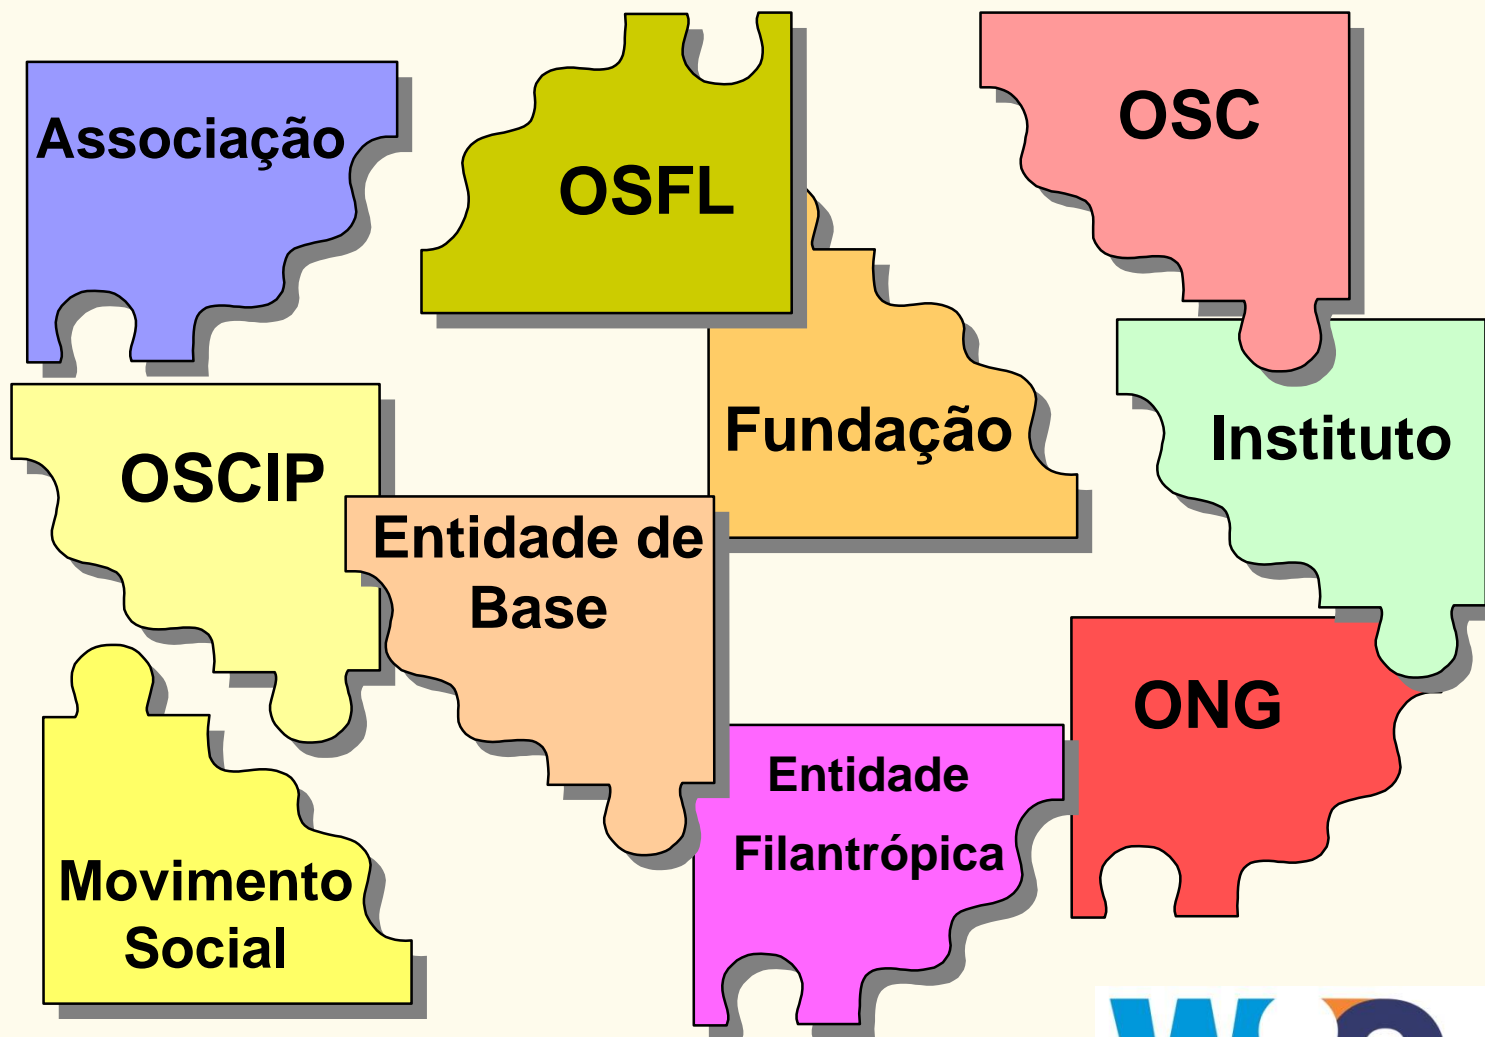 Associação
OSFL
OSC
Fundação
Instituto
OSCIP
Entidade de
Base
ONG
Entidade
Filantrópica
Movimento
Social